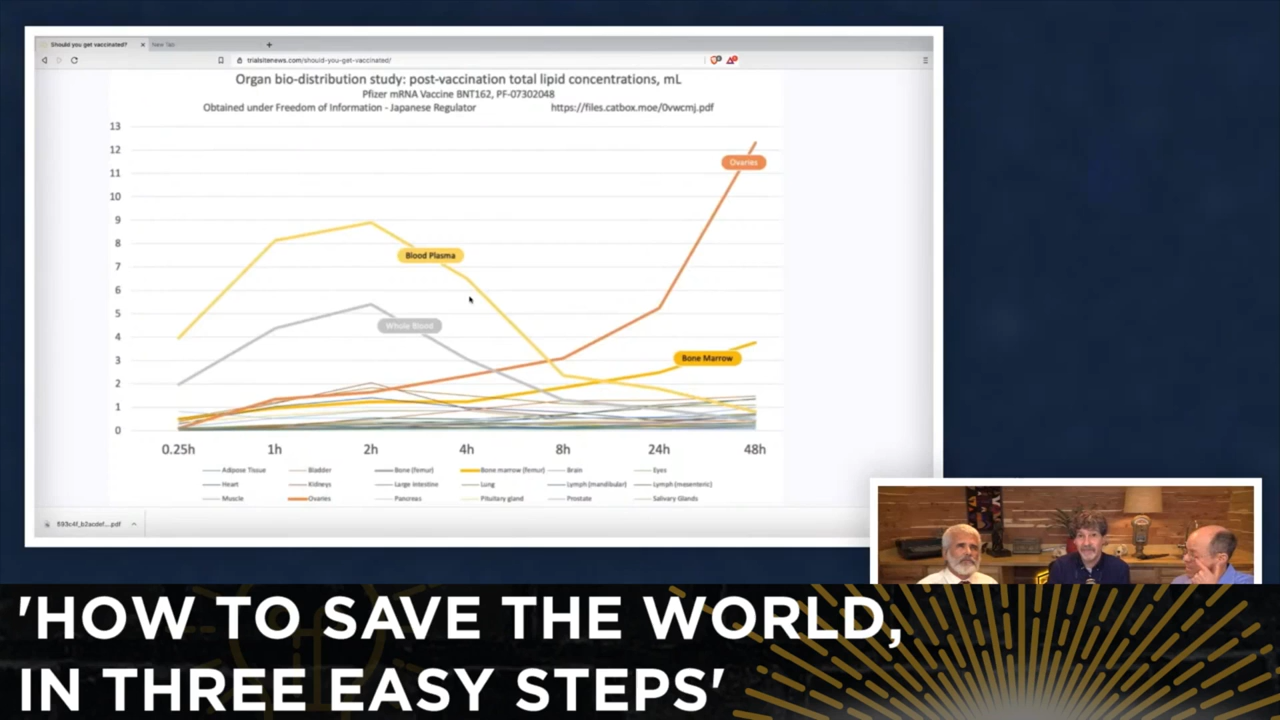 Should you get vaccinated?
New Tab
trialsitenews.com/should-you-get-vaccinated/
Organ bio-distribution study: post-vaccination total lipid concentrations, mL
Pfizer mRNA Vaccine BNT162, PF-07302048
Obtained under Freedom of Information - Japanese Regulator https://files.catbox.moe/0vwcmj.pdf
13
12
11
10
9
8
7
6
5
4
3
2
1
0
Ovaries
Blood Plasma
Whole Blood
Bone Marrow
0.25h 1h 2h 4h 8h 24h 48h
Adipose Tissue Bladder Bone (femur) Bone marrow (femur) Brain Eyes
Heart Kidneys Large Intestine Lung Lymph (mandibular) Lymph (mesenteric)
Muscle Ovaries Pancreas Pituitary gland Prostate Salivary Glands
'HOW TO SAVE THE WORLD,
IN THREE EASY STEPS'